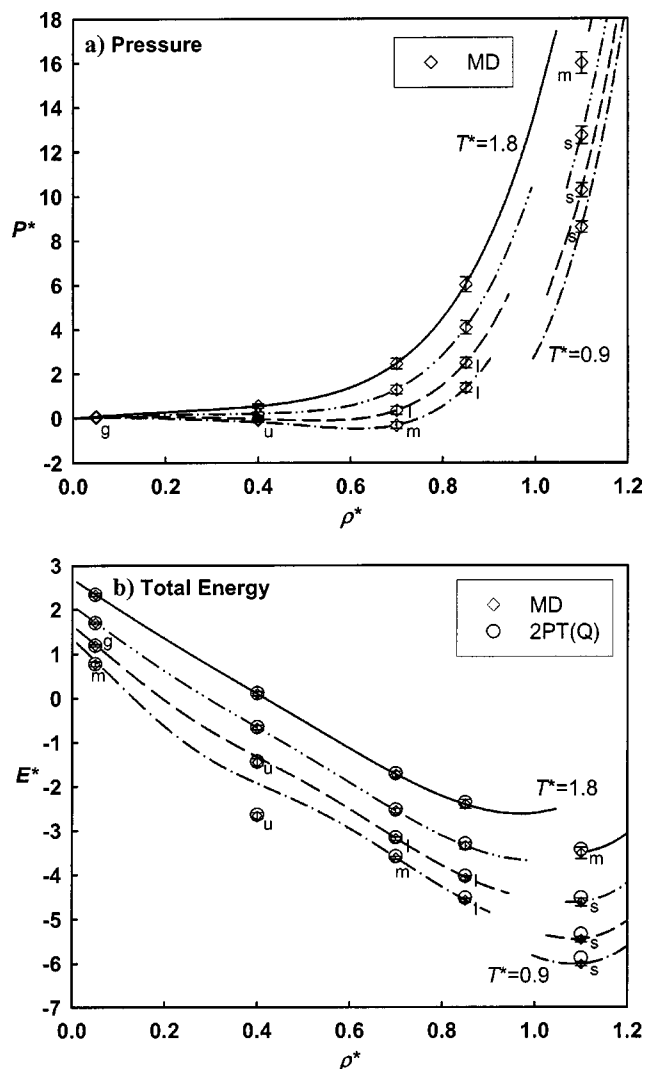 a) Pressure
MD
18
16
14
12
10
8
6
4
2
0
-2
P*
T*=1.8
T*=0.9
m
s
s
s
g
u
l
m
l
l
0.0 0.2 0.4 0.6 0.8 1.0 1.2
ρ*
b) Total Energy
MD
2PT(Q)
3
2
1
0
-1
-2
-3
-4
-5
-6
-7
E*
g
m
u
u
l
m
l
l
T*=1.8
m
s
s
s
T*=0.9
0.0 0.2 0.4 0.6 0.8 1.0 1.2
ρ*